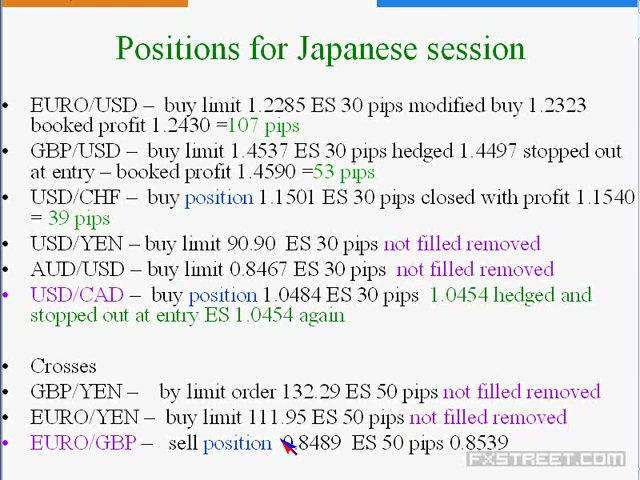 Positions for Japanese session
• EURO/USD – buy limit 1.2285 ES 30 pips modified buy 1.2323
booked profit 1.2430 =107 pips
• GBP/USD – buy limit 1.4537 ES 30 pips hedged 1.4497 stopped out
at entry – booked profit 1.4590 =53 pips
• USD/CHF – buy position 1.1501 ES 30 pips closed with profit 1.1540
= 39 pips
• USD/YEN – buy limit 90.90 ES 30 pips not filled removed
• AUD/USD – buy limit 0.8467 ES 30 pips not filled removed
• USD/CAD – buy position 1.0484 ES 30 pips 1.0454 hedged and
stopped out at entry ES 1.0454 again
• Crosses
• GBP/YEN – by limit order 132.29 ES 50 pips not filled removed
• EURO/YEN – buy limit 111.95 ES 50 pips not filled removed
• EURO/GBP – sell position 0.8489 ES 50 pips 0.8539
FXSTREET.COM